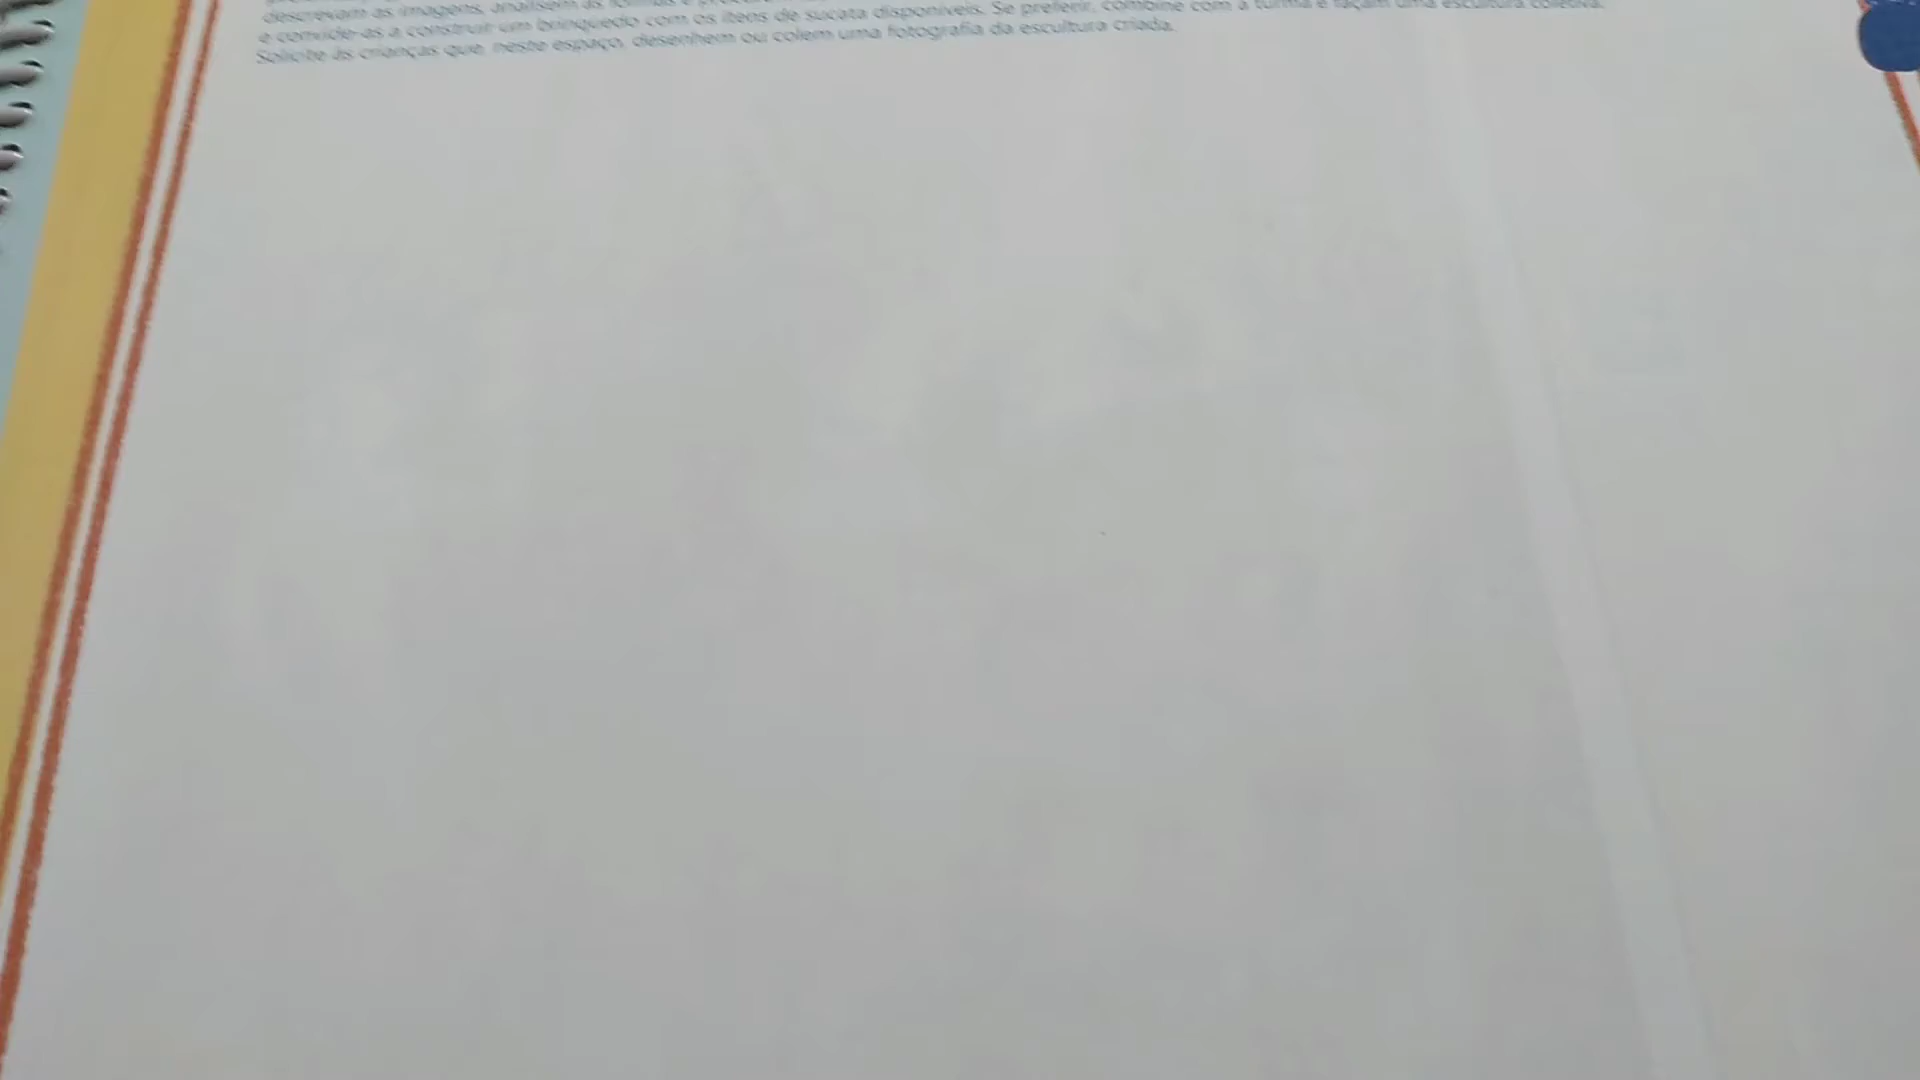 descrevam as imagens, analisem as formas e
e convide-as a construir um brinquedo com os itens de sucata disponíveis. Se preferir, combine com a turma e façam uma escultura coletiva.
Solicite às crianças que, neste espaço, desenhem ou colem uma fotografia da escultura criada.